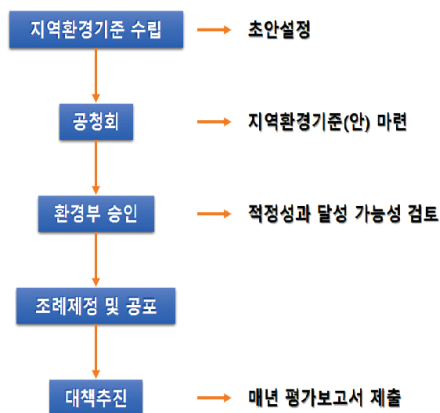 지역환경기준 수립 초안설정
공청회 지역환경기준(안) 마련
환경부 승인 적정성과 달성 가능성 검토
조례제정 및 공포
대책추진 매년 평가보고서 제출